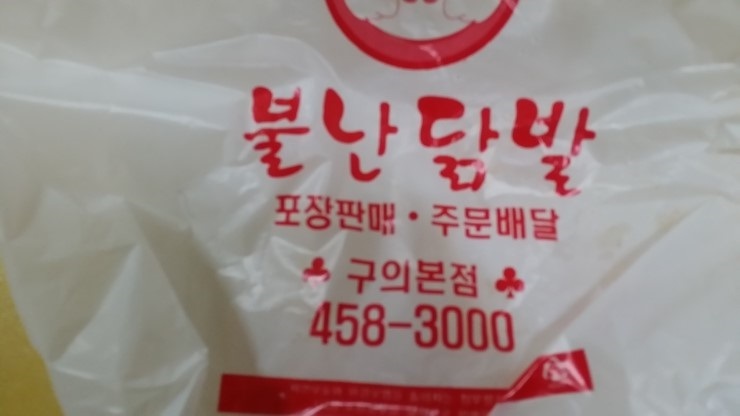 불난닭발
포장판매·주문배달
♣ 구의본점 ♣
458-3000